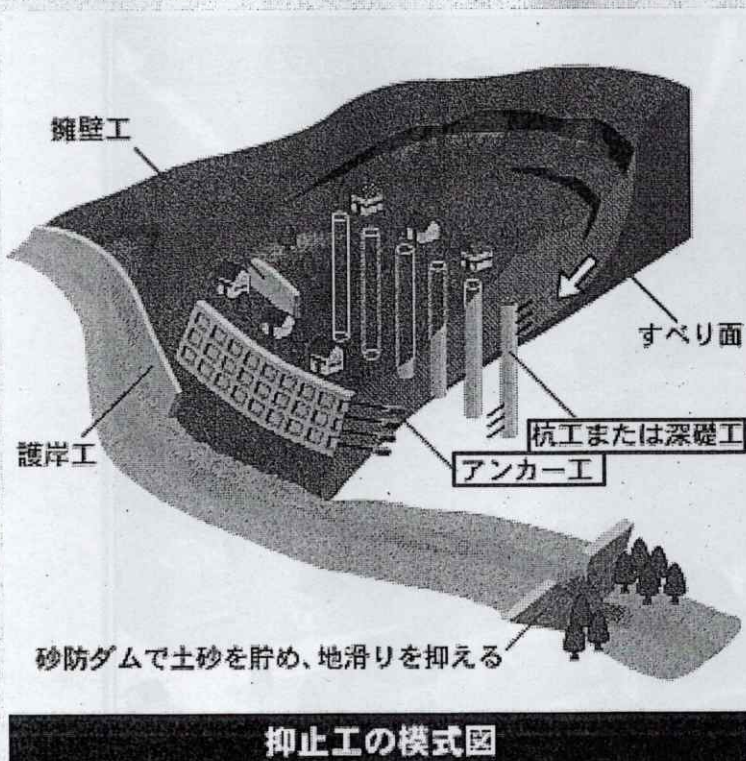 擁壁工
すべり面
護岸工
杭工または深礎工
アンカー工
砂防ダムで土砂を貯め、地滑りを抑える
抑止工の模式図